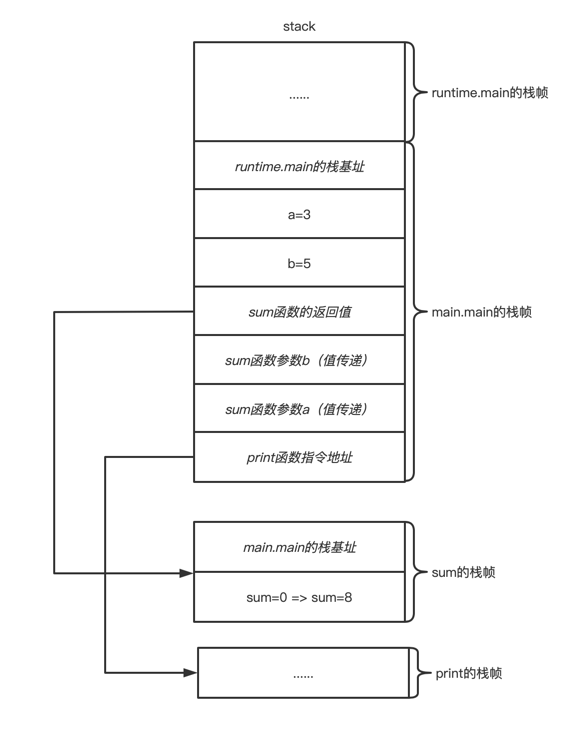 stack
......
runtime.main的栈帧
runtime.main的栈基址
a=3
b=5
sum函数的返回值
main.main的栈帧
sum函数参数b（值传递）
sum函数参数a（值传递）
print函数指令地址
main.main的栈基址
sum的栈帧
sum=0 => sum=8
......
print的栈帧